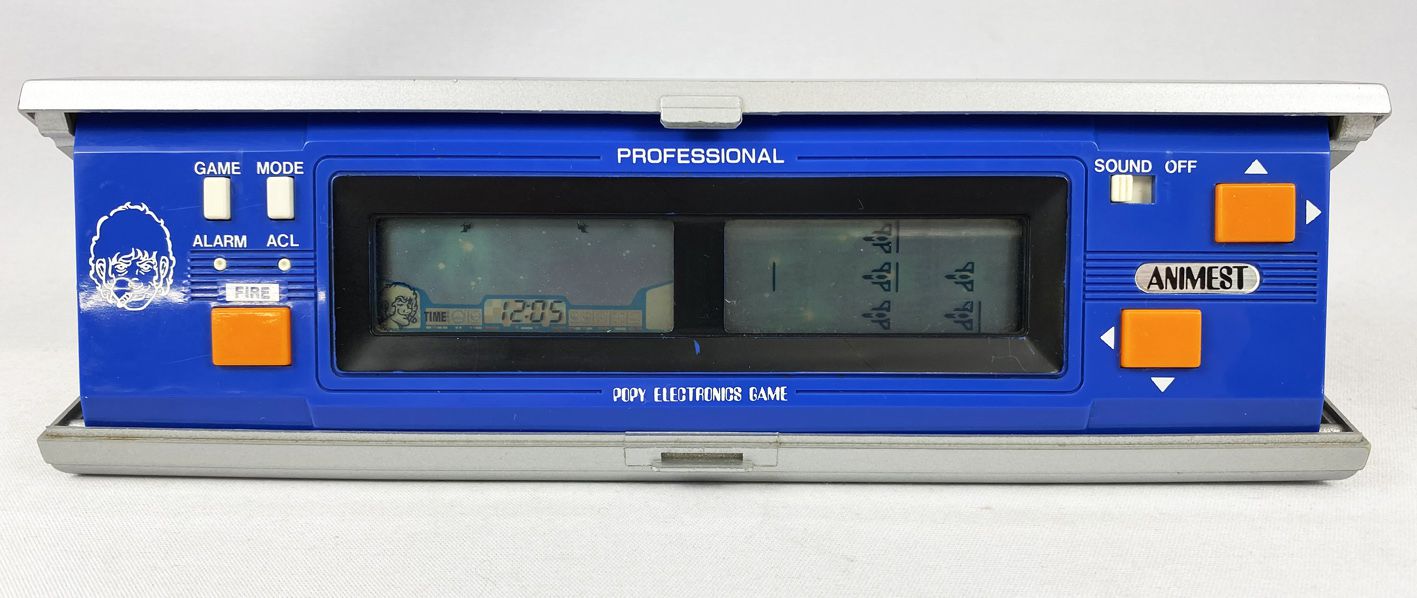 PROFESSIONAL
GAME MODE
SOUND OFF
ALARM ACL
FIRE
ANIMEST
TIME 12:05
POPY ELECTRONICS GAME